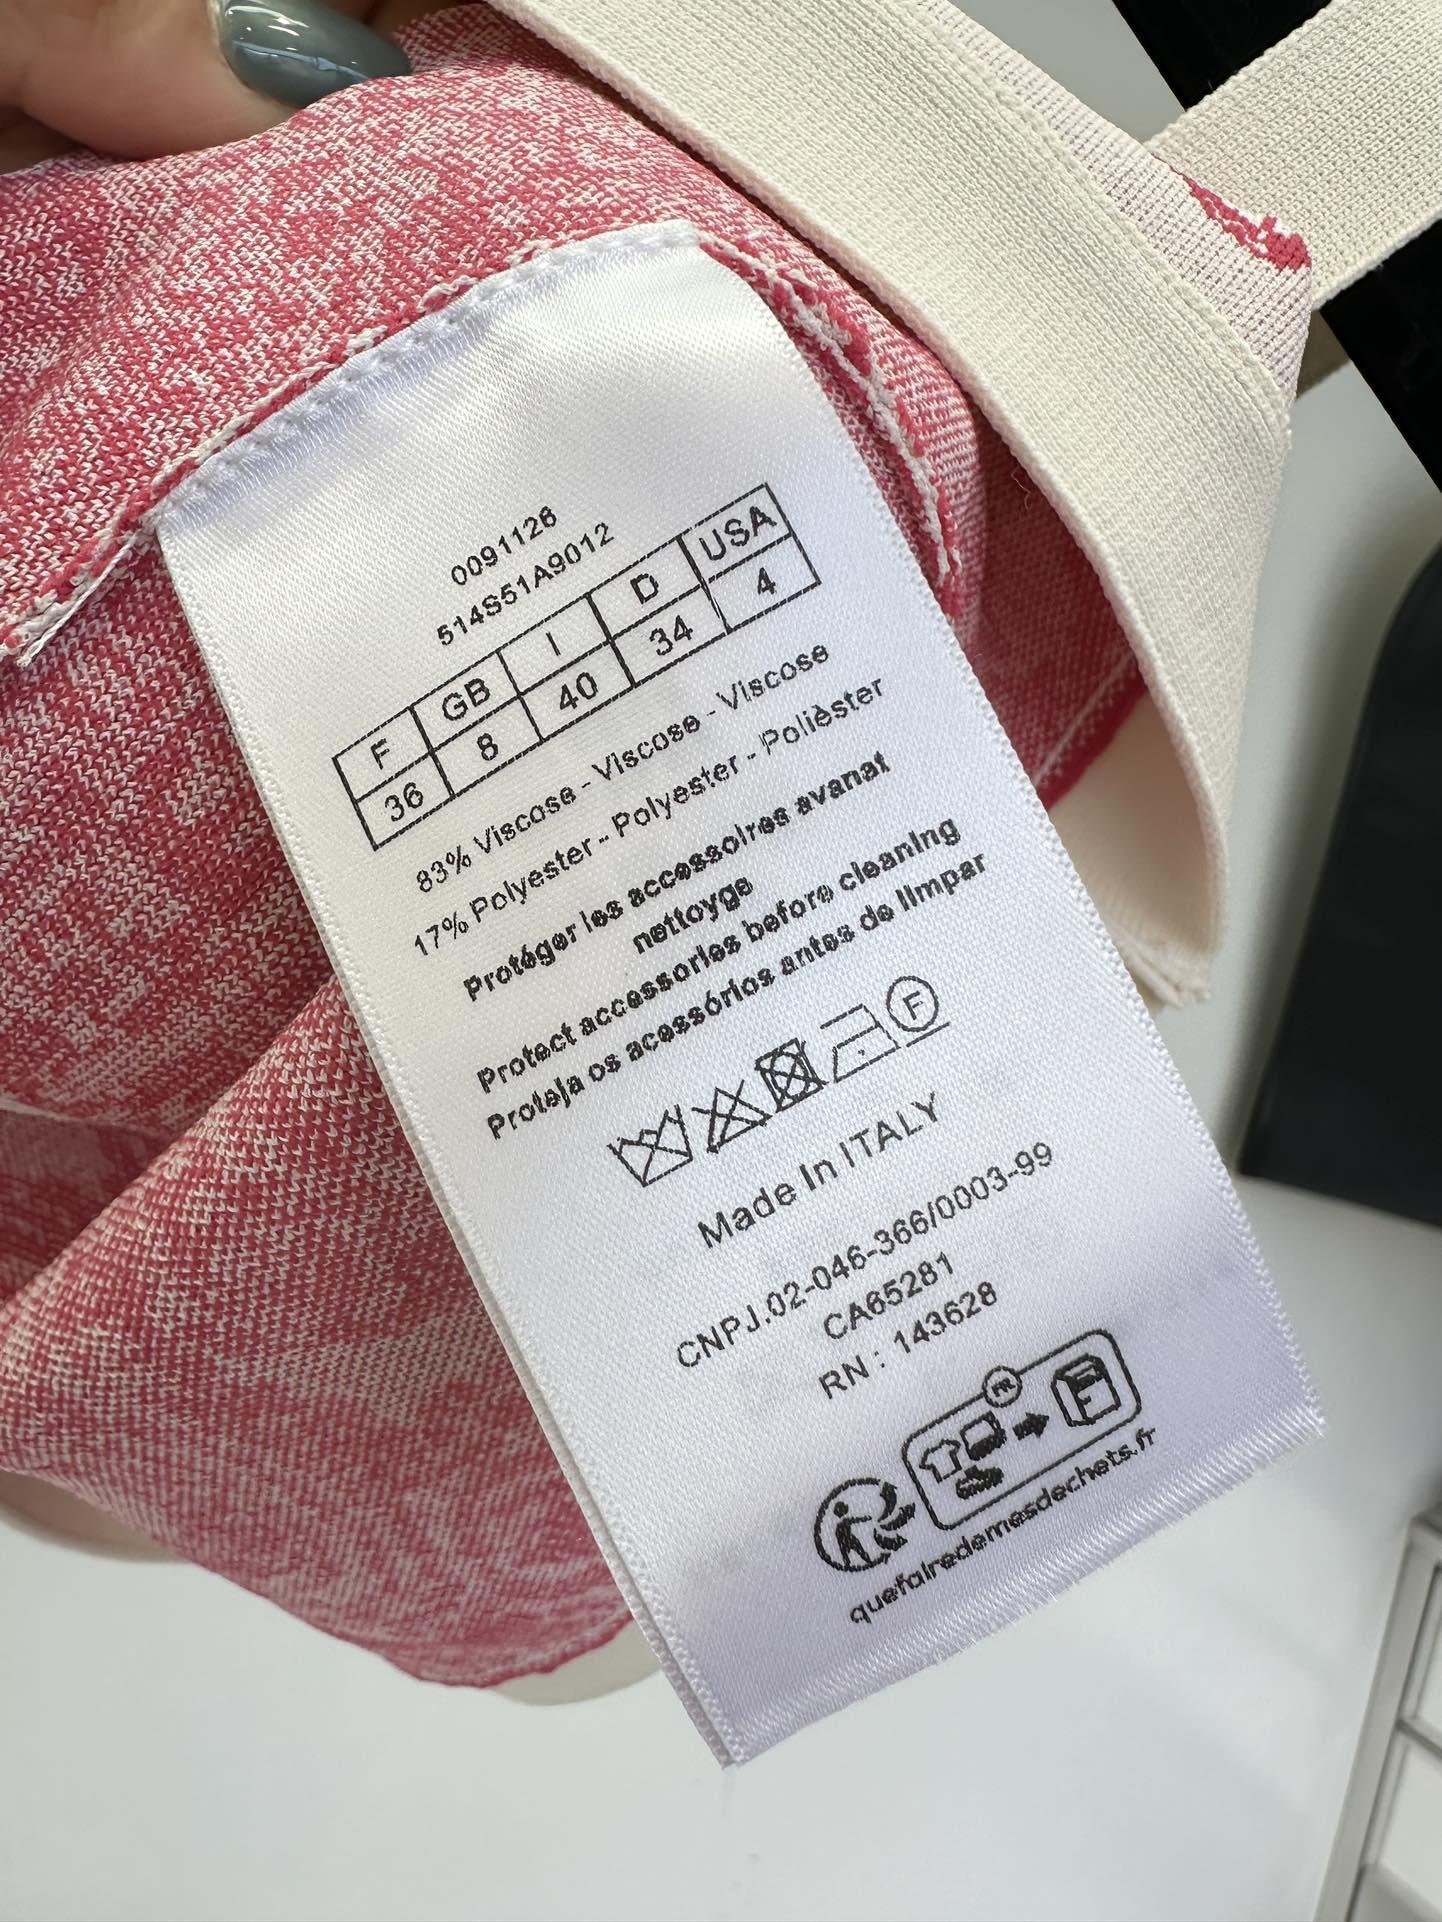 0091128
514S51A9012
F GB I D USA
36 8 40 34 4
83% Viscose - Viscose - Viscose
17% Polyester - Polyester - Polièster
Protéger les accessoires avanat
nettoyge
Protect accessories before cleaning
Proteja os acessórios antes de limpar
F
Made In ITALY
CNPJ.02-046-366/0003-99
CA65281
RN : 143628
FR
quefairedemesdechets.fr